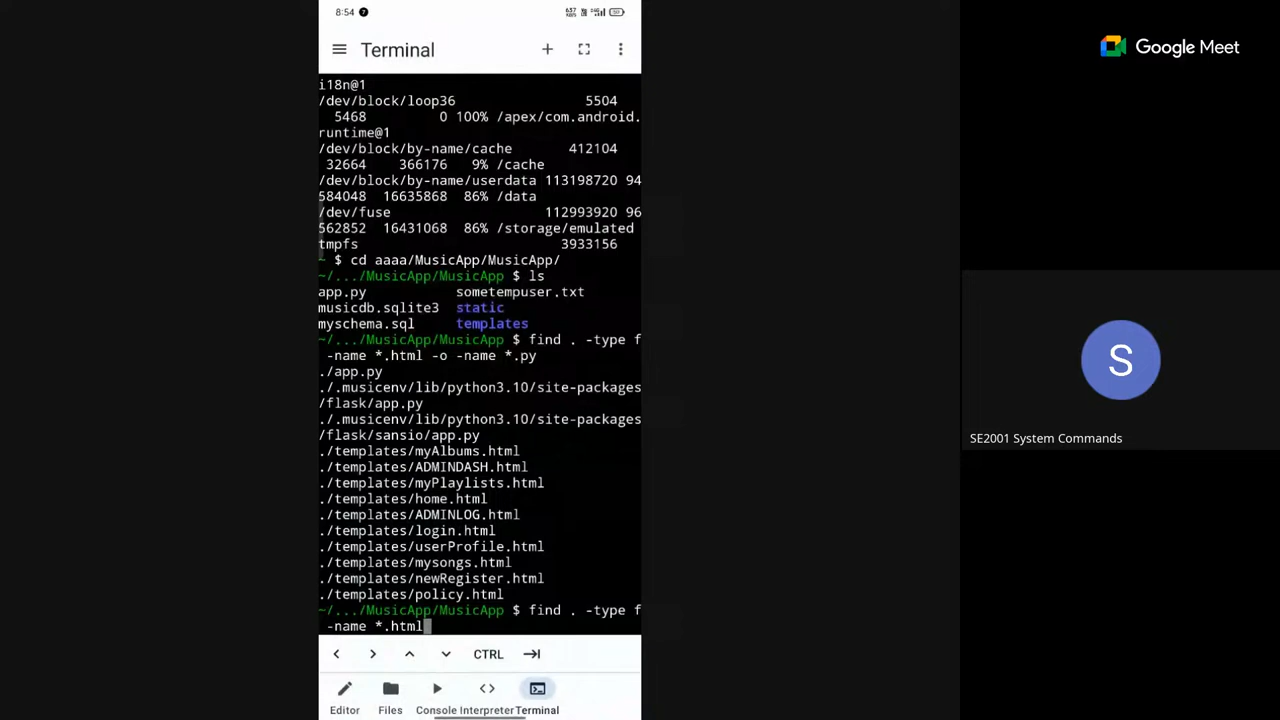 8:54
637
KB/S
Terminal
i18n@1
/dev/block/loop36 5504
5468 0 100% /apex/com.android.
runtime@1
/dev/block/by-name/cache 412104
32664 366176 9% /cache
/dev/block/by-name/userdata 113198720 94
584048 16635868 86% /data
/dev/fuse 112993920 96
562852 16431068 86% /storage/emulated
tmpfs 3933156
~ $ cd aaaa/MusicApp/MusicApp/
~/.../MusicApp/MusicApp $ ls
app.py sometempuser.txt
musicdb.sqlite3 static
myschema.sql templates
~/.../MusicApp/MusicApp $ find . -type f
-name *.html -o -name *.py
./app.py
./.musicenv/lib/python3.10/site-packages
/flask/app.py
./.musicenv/lib/python3.10/site-packages
/flask/sansio/app.py
./templates/myAlbums.html
./templates/ADMINDASH.html
./templates/myPlaylists.html
./templates/home.html
./templates/ADMINLOG.html
./templates/login.html
./templates/userProfile.html
./templates/mysongs.html
./templates/newRegister.html
./templates/policy.html
~/.../MusicApp/MusicApp $ find . -type f
-name *.html
CTRL
Editor Files Console Interpreter Terminal
Google Meet
S
SE2001 System Commands